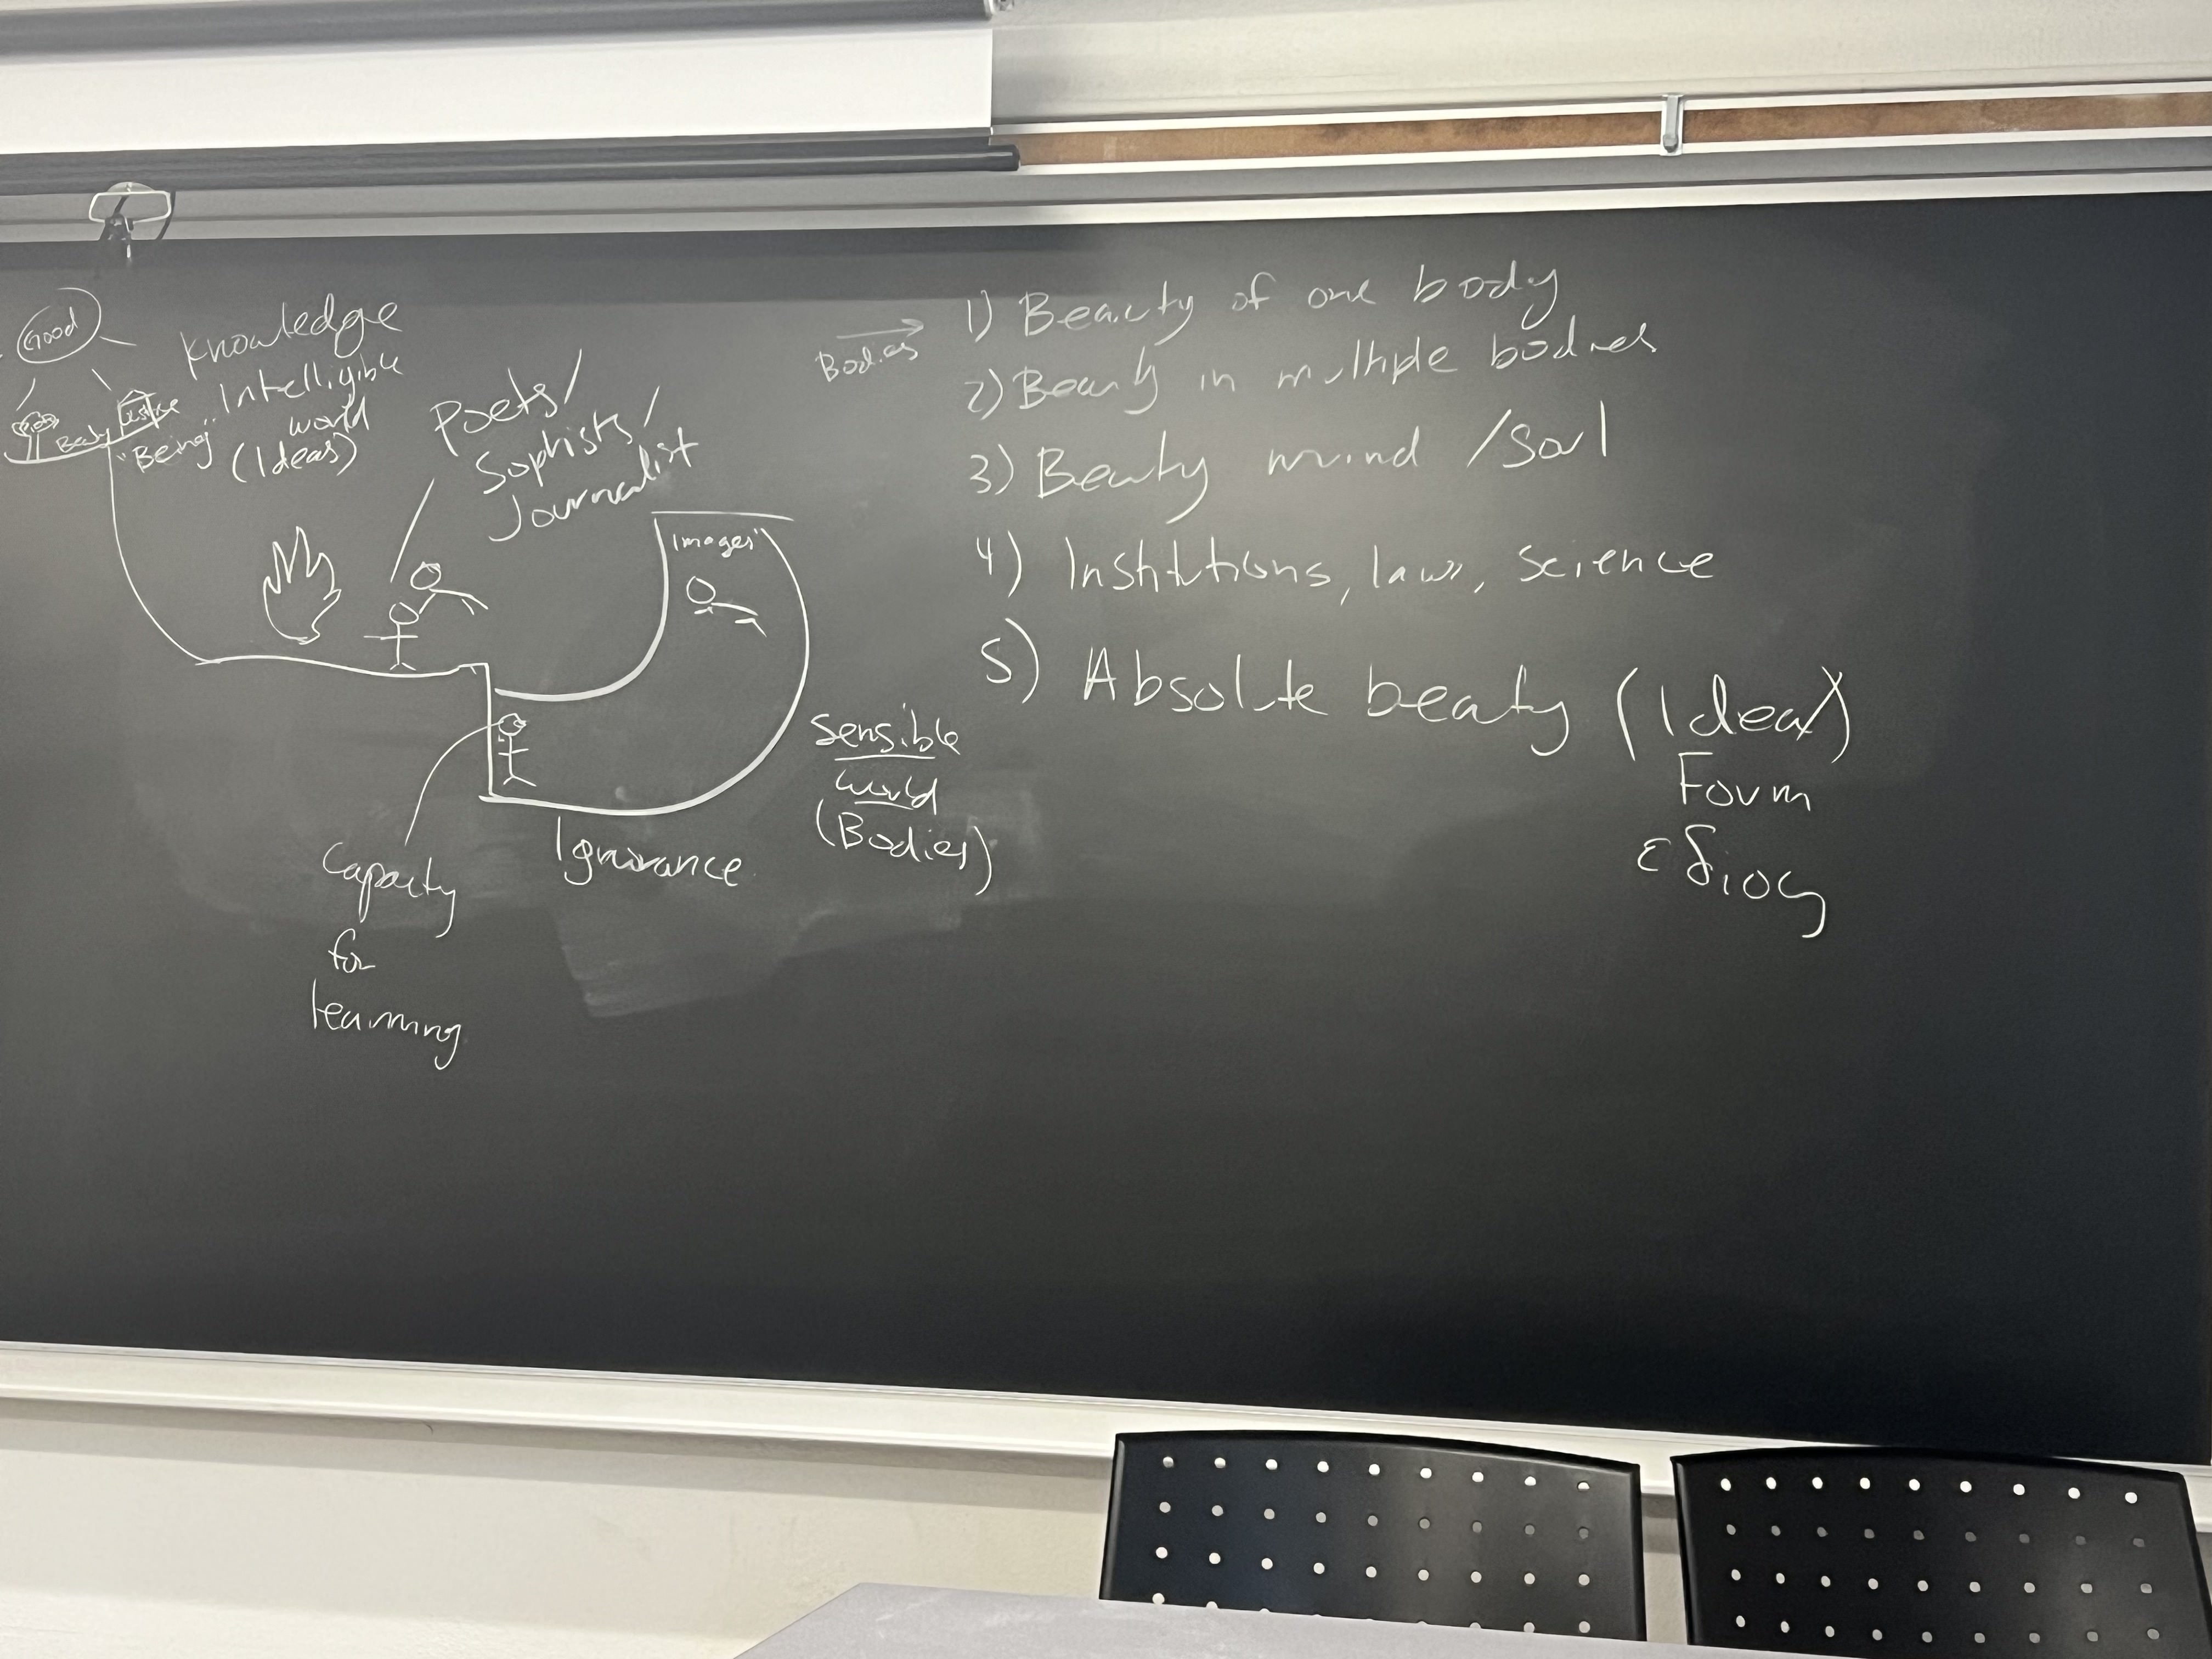 Good
Knowledge
Intelligible
world
(Ideas)
Beauty
Justice
"Being"
Poets/
Sophists/
Journalist
"Images"
Capacity
for
learning
Ignorance
Sensible
world
(Bodies)
Bodies
1) Beauty of one body
2) Beauty in multiple bodies
3) Beauty mind /Soul
4) Institutions, laws, science
5) Absolute beauty (Idea)
Form
εδιος